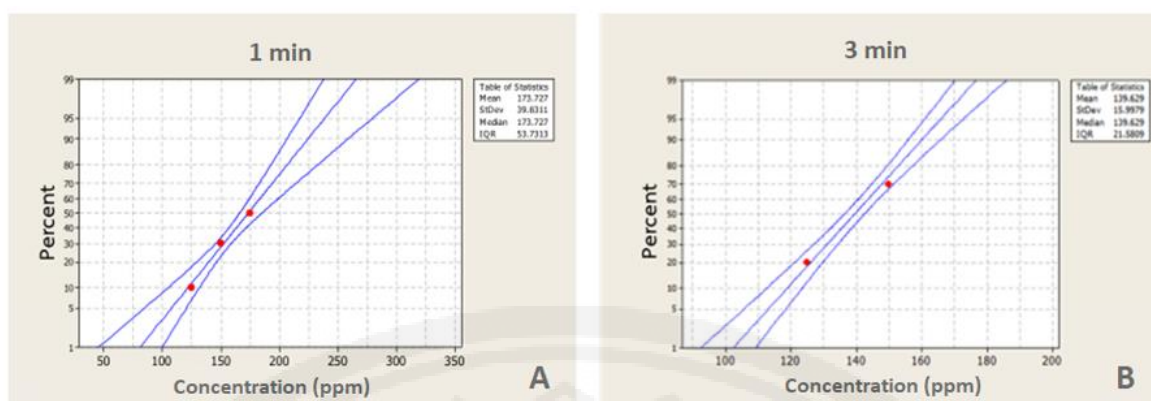 1 min
99
95
90
80
70
60
50
40
30
20
10
5
1
Percent
50 100 150 200 250 300 350
Concentration (ppm)
Table of Statistics
Mean 173.727
StDev 39.8311
Median 173.727
IQR 53.7313
A
3 min
99
95
90
80
70
60
50
40
30
20
10
5
1
Percent
100 120 140 160 180 200
Concentration (ppm)
Table of Statistics
Mean 139.629
StDev 15.9979
Median 139.629
IQR 21.5809
B